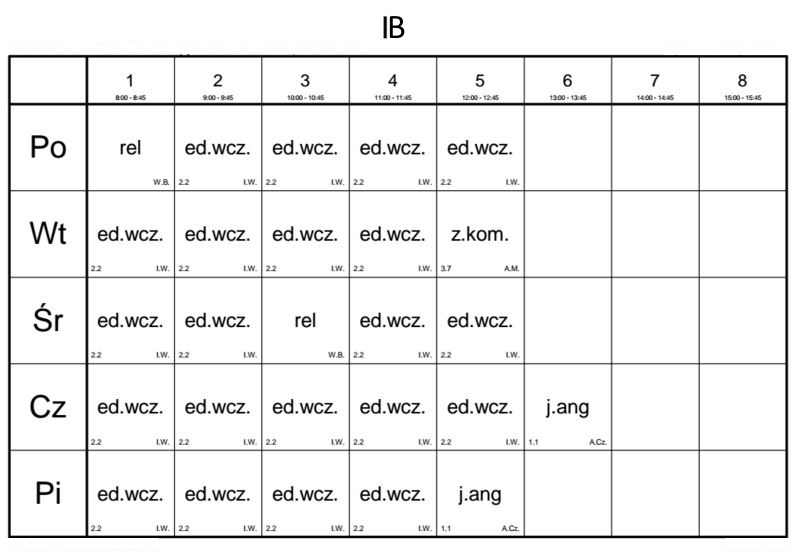 IB
1 2 3 4 5 6 7 8
8:00 - 8:45 9:00 - 9:45 10:00 - 10:45 11:00 - 11:45 12:00 - 12:45 13:00 - 13:45 14:00 - 14:45 15:00 - 15:45
Po rel ed.wcz. ed.wcz. ed.wcz. ed.wcz.
W.B. 2.2 I.W. 2.2 I.W. 2.2 I.W. 2.2 I.W.
Wt ed.wcz. ed.wcz. ed.wcz. ed.wcz. z.kom.
2.2 I.W. 2.2 I.W. 2.2 I.W. 2.2 I.W. 3.7 A.M.
Śr ed.wcz. ed.wcz. rel ed.wcz. ed.wcz.
2.2 I.W. 2.2 I.W. W.B. 2.2 I.W. 2.2 I.W.
Cz ed.wcz. ed.wcz. ed.wcz. ed.wcz. ed.wcz. j.ang
2.2 I.W. 2.2 I.W. 2.2 I.W. 2.2 I.W. 2.2 I.W. 1.1 A.Cz.
Pi ed.wcz. ed.wcz. ed.wcz. ed.wcz. j.ang
2.2 I.W. 2.2 I.W. 2.2 I.W. 2.2 I.W. 1.1 A.Cz.